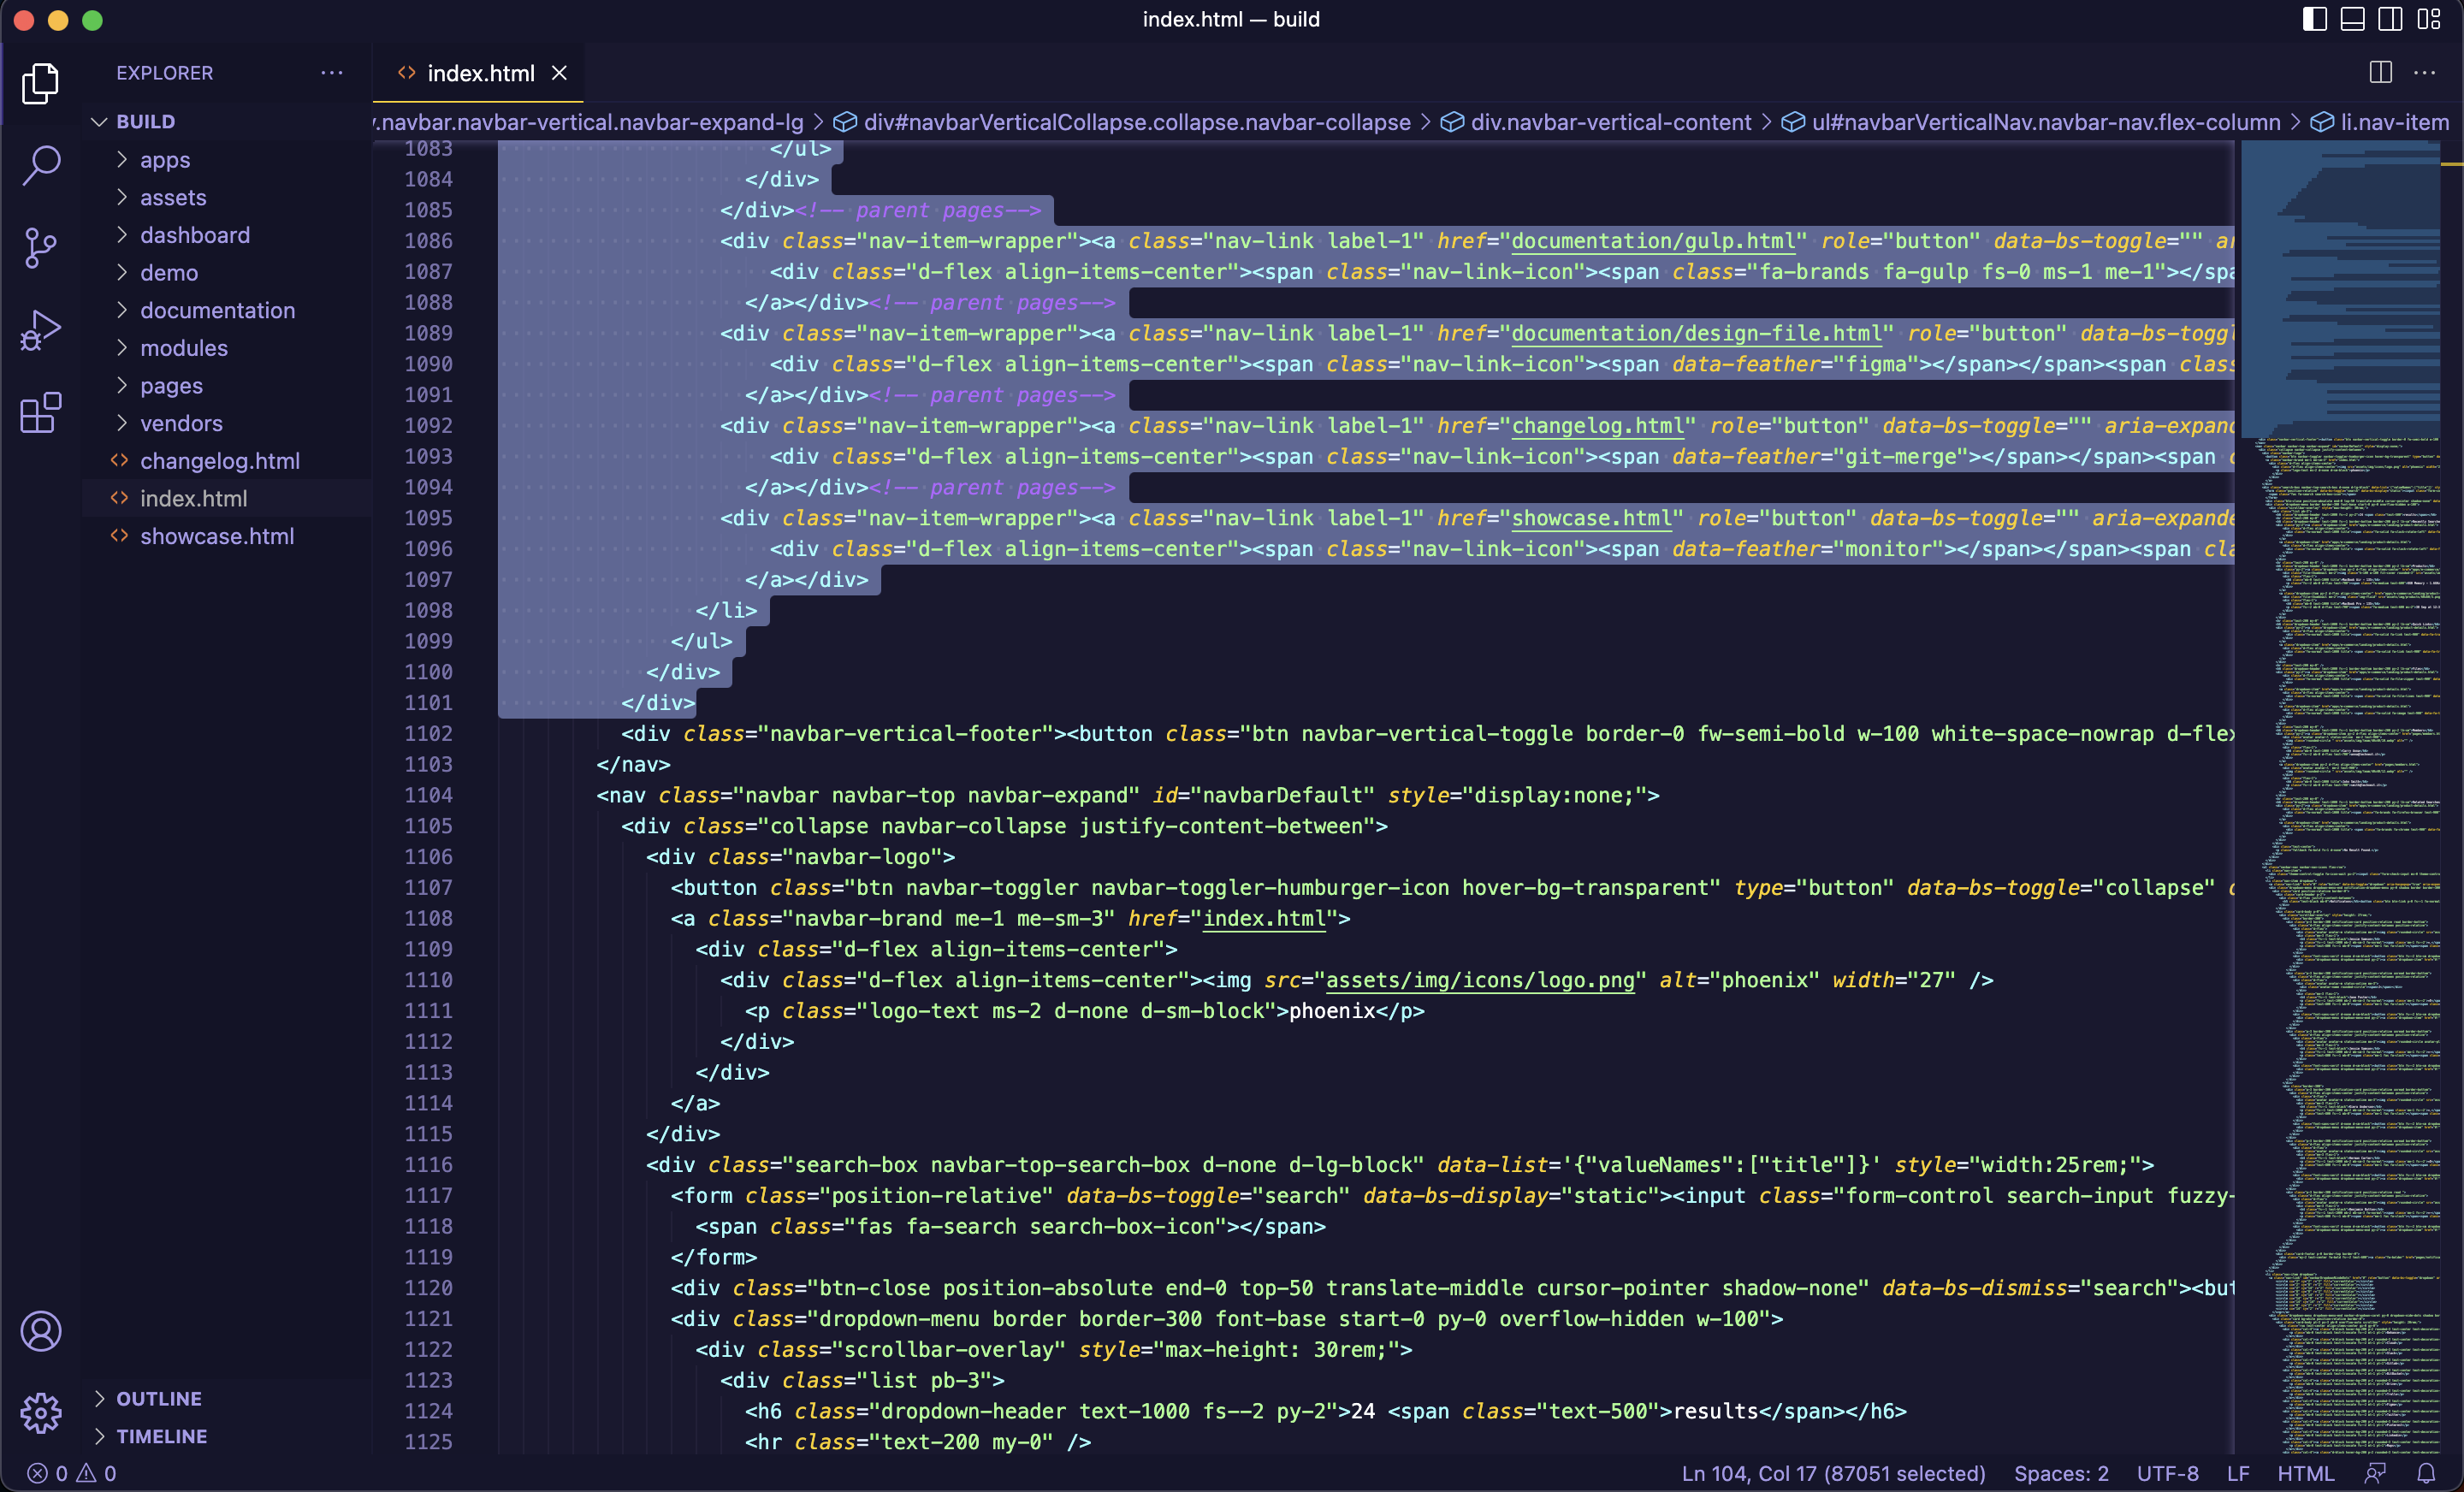 index.html — build
EXPLORER
index.html
BUILD
apps
assets
dashboard
demo
documentation
modules
pages
vendors
changelog.html
index.html
showcase.html
OUTLINE
TIMELINE
.navbar.navbar-vertical.navbar-expand-lg > div#navbarVerticalCollapse.collapse.navbar-collapse > div.navbar-vertical-content > ul#navbarVerticalNav.navbar-nav.flex-column > li.nav-item
1083 </ul>
1084 </div>
1085 </div><!-- parent pages-->
1086 <div class="nav-item-wrapper"><a class="nav-link label-1" href="documentation/gulp.html" role="button" data-bs-toggle="" ar
1087 <div class="d-flex align-items-center"><span class="nav-link-icon"><span class="fa-brands fa-gulp fs-0 ms-1 me-1"></spa
1088 </a></div><!-- parent pages-->
1089 <div class="nav-item-wrapper"><a class="nav-link label-1" href="documentation/design-file.html" role="button" data-bs-toggl
1090 <div class="d-flex align-items-center"><span class="nav-link-icon"><span data-feather="figma"></span></span><span class
1091 </a></div><!-- parent pages-->
1092 <div class="nav-item-wrapper"><a class="nav-link label-1" href="changelog.html" role="button" data-bs-toggle="" aria-expand
1093 <div class="d-flex align-items-center"><span class="nav-link-icon"><span data-feather="git-merge"></span></span><span c
1094 </a></div><!-- parent pages-->
1095 <div class="nav-item-wrapper"><a class="nav-link label-1" href="showcase.html" role="button" data-bs-toggle="" aria-expande
1096 <div class="d-flex align-items-center"><span class="nav-link-icon"><span data-feather="monitor"></span></span><span cla
1097 </a></div>
1098 </li>
1099 </ul>
1100 </div>
1101 </div>
1102 <div class="navbar-vertical-footer"><button class="btn navbar-vertical-toggle border-0 fw-semi-bold w-100 white-space-nowrap d-flex
1103 </nav>
1104 <nav class="navbar navbar-top navbar-expand" id="navbarDefault" style="display:none;">
1105 <div class="collapse navbar-collapse justify-content-between">
1106 <div class="navbar-logo">
1107 <button class="btn navbar-toggler navbar-toggler-humburger-icon hover-bg-transparent" type="button" data-bs-toggle="collapse" d
1108 <a class="navbar-brand me-1 me-sm-3" href="index.html">
1109 <div class="d-flex align-items-center">
1110 <div class="d-flex align-items-center"><img src="assets/img/icons/logo.png" alt="phoenix" width="27" />
1111 <p class="logo-text ms-2 d-none d-sm-block">phoenix</p>
1112 </div>
1113 </div>
1114 </a>
1115 </div>
1116 <div class="search-box navbar-top-search-box d-none d-lg-block" data-list='{"valueNames":["title"]}' style="width:25rem;">
1117 <form class="position-relative" data-bs-toggle="search" data-bs-display="static"><input class="form-control search-input fuzzy-
1118 <span class="fas fa-search search-box-icon"></span>
1119 </form>
1120 <div class="btn-close position-absolute end-0 top-50 translate-middle cursor-pointer shadow-none" data-bs-dismiss="search"><but
1121 <div class="dropdown-menu border border-300 font-base start-0 py-0 overflow-hidden w-100">
1122 <div class="scrollbar-overlay" style="max-height: 30rem;">
1123 <div class="list pb-3">
1124 <h6 class="dropdown-header text-1000 fs--2 py-2">24 <span class="text-500">results</span></h6>
1125 <hr class="text-200 my-0" />
0 0
Ln 104, Col 17 (87051 selected) Spaces: 2 UTF-8 LF HTML